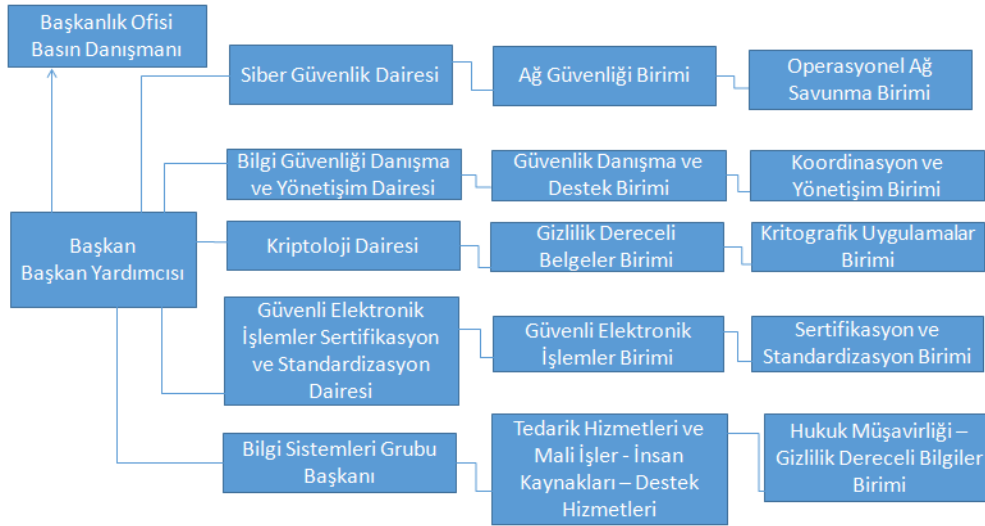 Başkanlık Ofisi
Basın Danışmanı
Siber Güvenlik Dairesi
Ağ Güvenliği Birimi
Operasyonel Ağ
Savunma Birimi
Bilgi Güvenliği Danışma
ve Yönetişim Dairesi
Güvenlik Danışma ve
Destek Birimi
Koordinasyon ve
Yönetişim Birimi
Başkan
Başkan Yardımcısı
Kriptoloji Dairesi
Gizlilik Dereceli
Belgeler Birimi
Kritografik Uygulamalar
Birimi
Güvenli Elektronik
İşlemler Sertifikasyon
ve Standardizasyon
Dairesi
Güvenli Elektronik
İşlemler Birimi
Sertifikasyon ve
Standardizasyon Birimi
Bilgi Sistemleri Grubu
Başkanı
Tedarik Hizmetleri ve
Mali İşler - İnsan
Kaynakları – Destek
Hizmetleri
Hukuk Müşavirliği –
Gizlilik Dereceli Bilgiler
Birimi